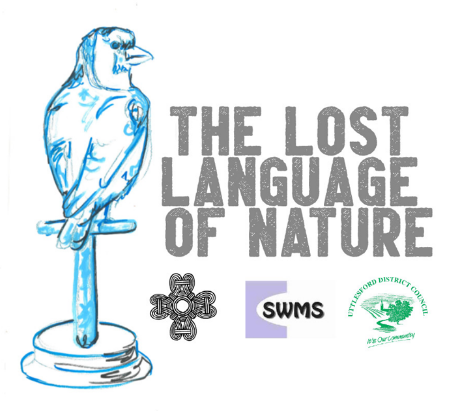 THE LOST
LANGUAGE
OF NATURE
SWMS
UTTLESFORD DISTRICT COUNCIL